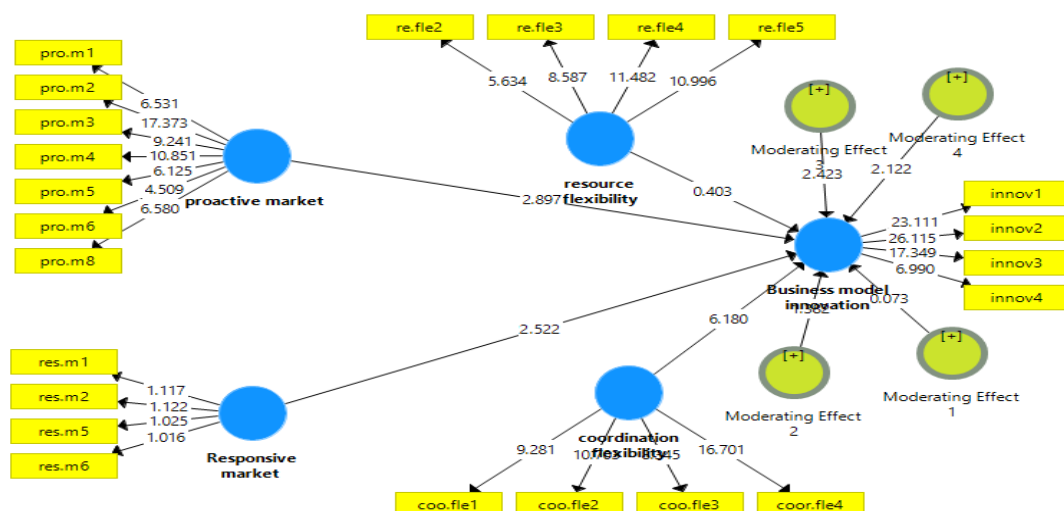 pro.m1
pro.m2
pro.m3
pro.m4
pro.m5
pro.m6
pro.m8
6.531
17.373
9.241
10.851
6.125
4.509
6.580
proactive market
re.fle2
re.fle3
re.fle4
re.fle5
5.634
8.587
11.482
10.996
resource
flexibility
0.403
2.897
[+]
Moderating Effect
3
2.423
[+]
Moderating Effect
4
2.122
innov1
innov2
innov3
innov4
23.111
26.115
17.349
6.990
Business model
innovation
0.073
[+]
Moderating Effect
2
[+]
Moderating Effect
1
2.522
6.180
res.m1
res.m2
res.m5
res.m6
1.117
1.122
1.025
1.016
Responsive
market
coordination
flexibility
9.281
16.701
coo.fle1
coo.fle2
coo.fle3
coor.fle4